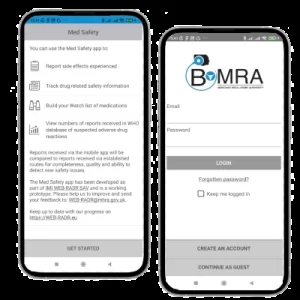 Med Safety
You can use the Med Safety app to:
Report side effects experienced
Track drug related safety information
Build your Watch list of medications
View numbers of reports received in WHO
database of suspected adverse drug
reactions
Reports received via the mobile app will be
compared to reports received via established
routes for completeness, quality and ability to
detect new safety issues.
The Med Safety app has been developed as
part of IMI WEB-RADR SAV and is a working
prototype. Please help us to improve and send
your feedback to: WEB-RADR@mhra.gov.uk.
Keep up to date with our progress on
https://WEB-RADR.eu
GET STARTED
BoMRA
Email
Password
LOGIN
Forgotten password?
Keep me logged in
CREATE AN ACCOUNT
CONTINUE AS GUEST